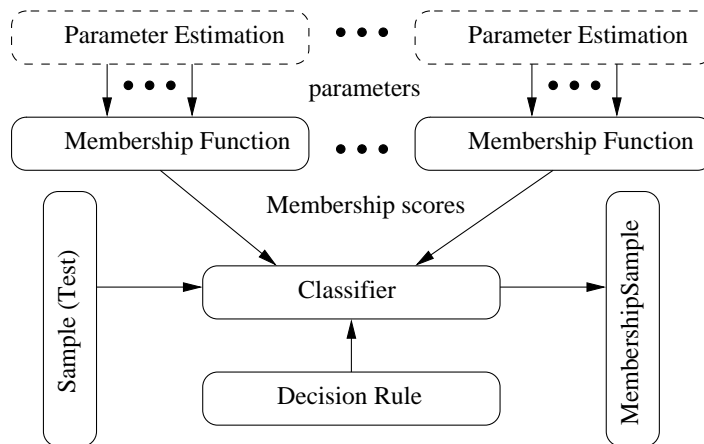 Parameter Estimation
Parameter Estimation
parameters
Membership Function
Membership Function
Membership scores
Sample (Test)
Classifier
MembershipSample
Decision Rule